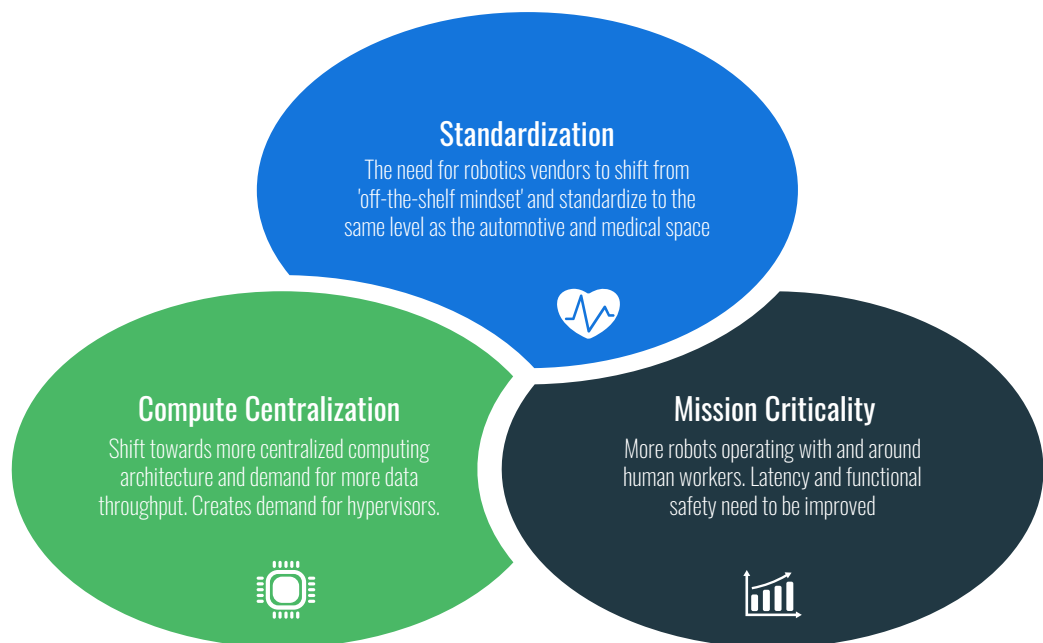 Standardization
The need for robotics vendors to shift from
'off-the-shelf mindset' and standardize to the
same level as the automotive and medical space
Compute Centralization
Shift towards more centralized computing
architecture and demand for more data
throughput. Creates demand for hypervisors.
Mission Criticality
More robots operating with and around
human workers. Latency and functional
safety need to be improved